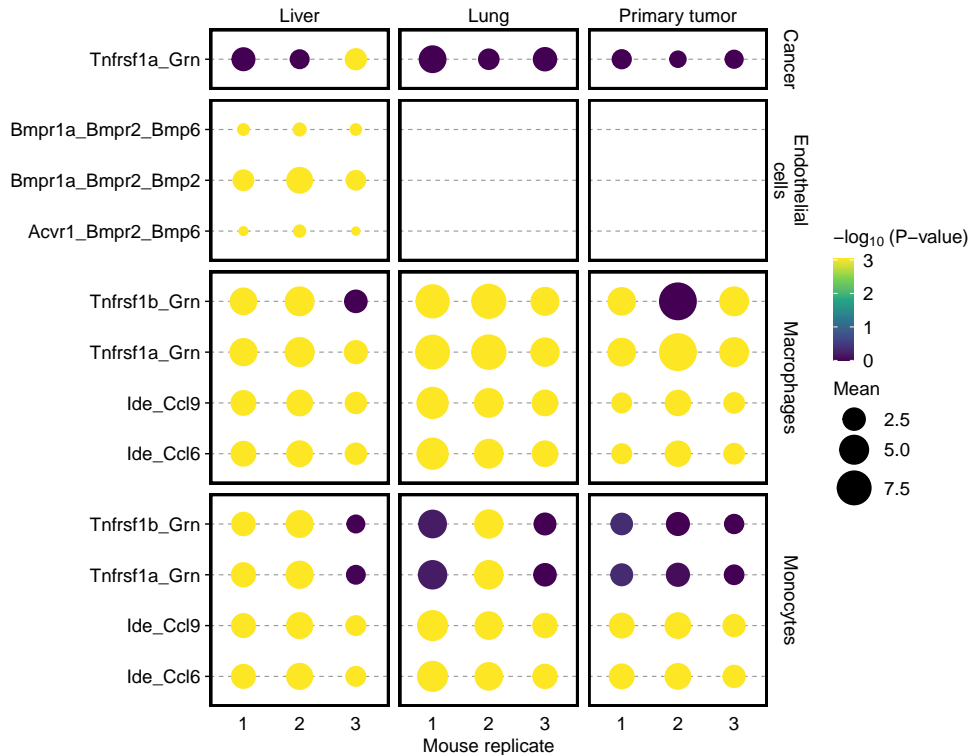 Liver Lung Primary tumor
Tnfrsf1a_Grn
Cancer
Bmpr1a_Bmpr2_Bmp6
Bmpr1a_Bmpr2_Bmp2
Acvr1_Bmpr2_Bmp6
Endothelial
cells
Tnfrsf1b_Grn
Tnfrsf1a_Grn
Ide_Ccl9
Ide_Ccl6
Macrophages
Tnfrsf1b_Grn
Tnfrsf1a_Grn
Ide_Ccl9
Ide_Ccl6
Monocytes
1 2 3 1 2 3 1 2 3
Mouse replicate
−log₁₀ (P−value)
3
2
1
0
Mean
2.5
5.0
7.5